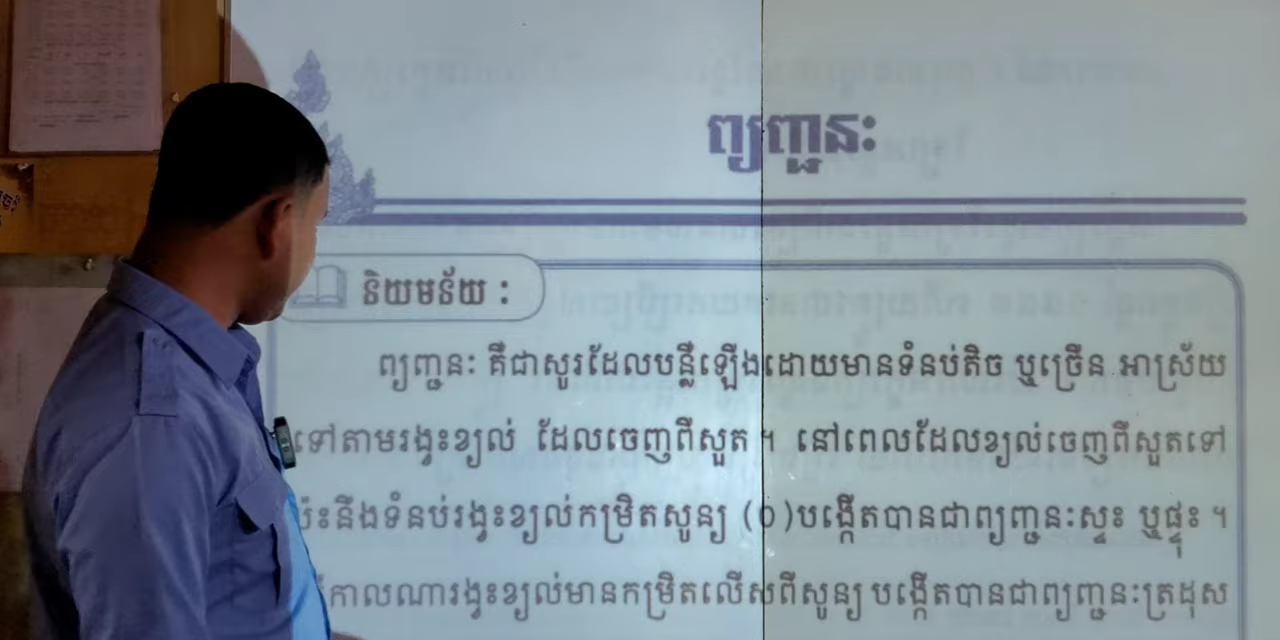 ព្យញ្ជនៈ
និយមន័យ :
ព្យញ្ជនៈ គឺជាសូរដែលបន្លឺឡើងដោយមានទំនប់តិច ឬច្រើន អាស្រ័យ
ទៅតាមរង្វះខ្យល់ ដែលចេញពីសួត ។ នៅពេលដែលខ្យល់ចេញពីសួតទៅ
ប៉ះនឹងទំនប់រង្វះខ្យល់កម្រិតសូន្យ (០)បង្កើតបានជាព្យញ្ជនៈស្ទះ ឬផ្ទុះ ។
កាលណារង្វះខ្យល់មានកម្រិតលើសពីសូន្យ បង្កើតបានជាព្យញ្ជនៈត្រដុស